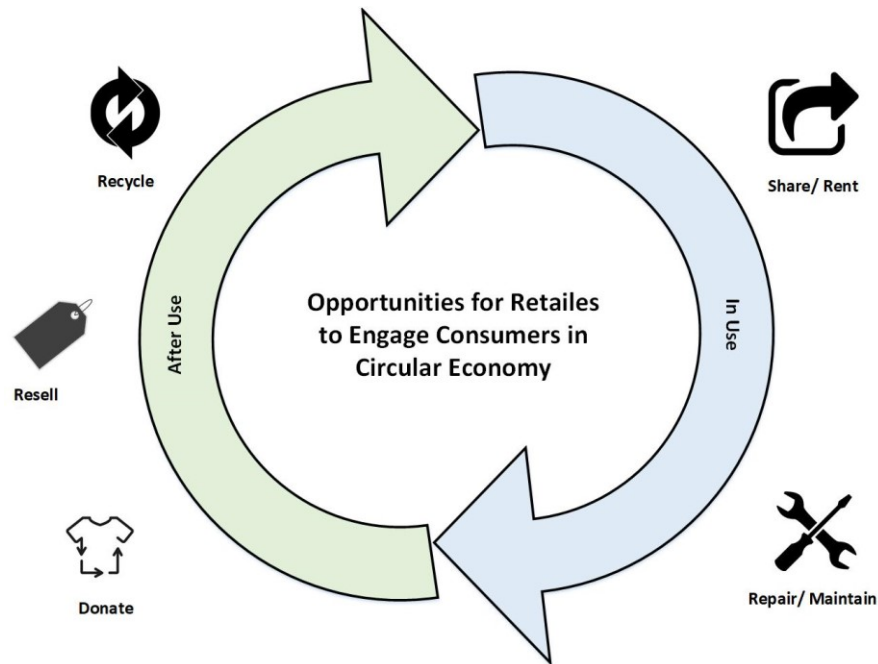 Recycle
Share/ Rent
Opportunities for Retailes
to Engage Consumers in
Circular Economy
After Use
In Use
Resell
Donate
Repair/ Maintain